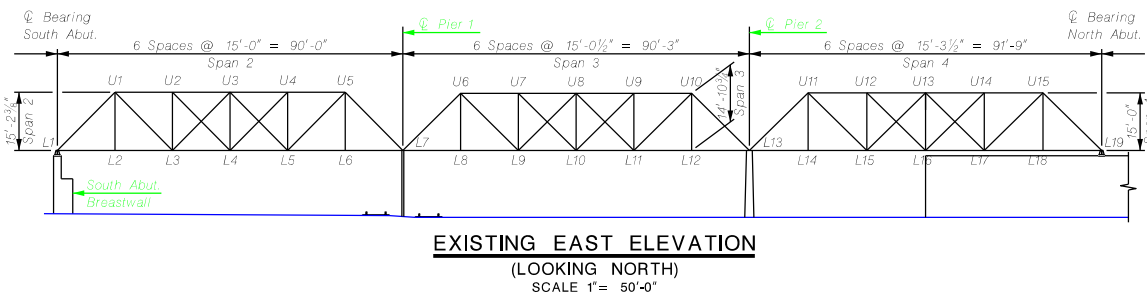 ℄ Bearing
South Abut.
℄ Pier 1
℄ Pier 2
℄ Bearing
North Abut.
6 Spaces @ 15'-0" = 90'-0"
6 Spaces @ 15'-0½" = 90'-3"
6 Spaces @ 15'-3½" = 91'-9"
Span 2
Span 3
Span 4
15'-2⅜"
Span 2
U1 U2 U3 U4 U5
U6 U7 U8 U9 U10
14'-10¾"
Span 3
U11 U12 U13 U14 U15
15'-0"
L1 L2 L3 L4 L5 L6 L7
L8 L9 L10 L11 L12 L13
L14 L15 L16 L17 L18 L19
South Abut.
Breastwall
EXISTING EAST ELEVATION
(LOOKING NORTH)
SCALE 1"= 50'-0"